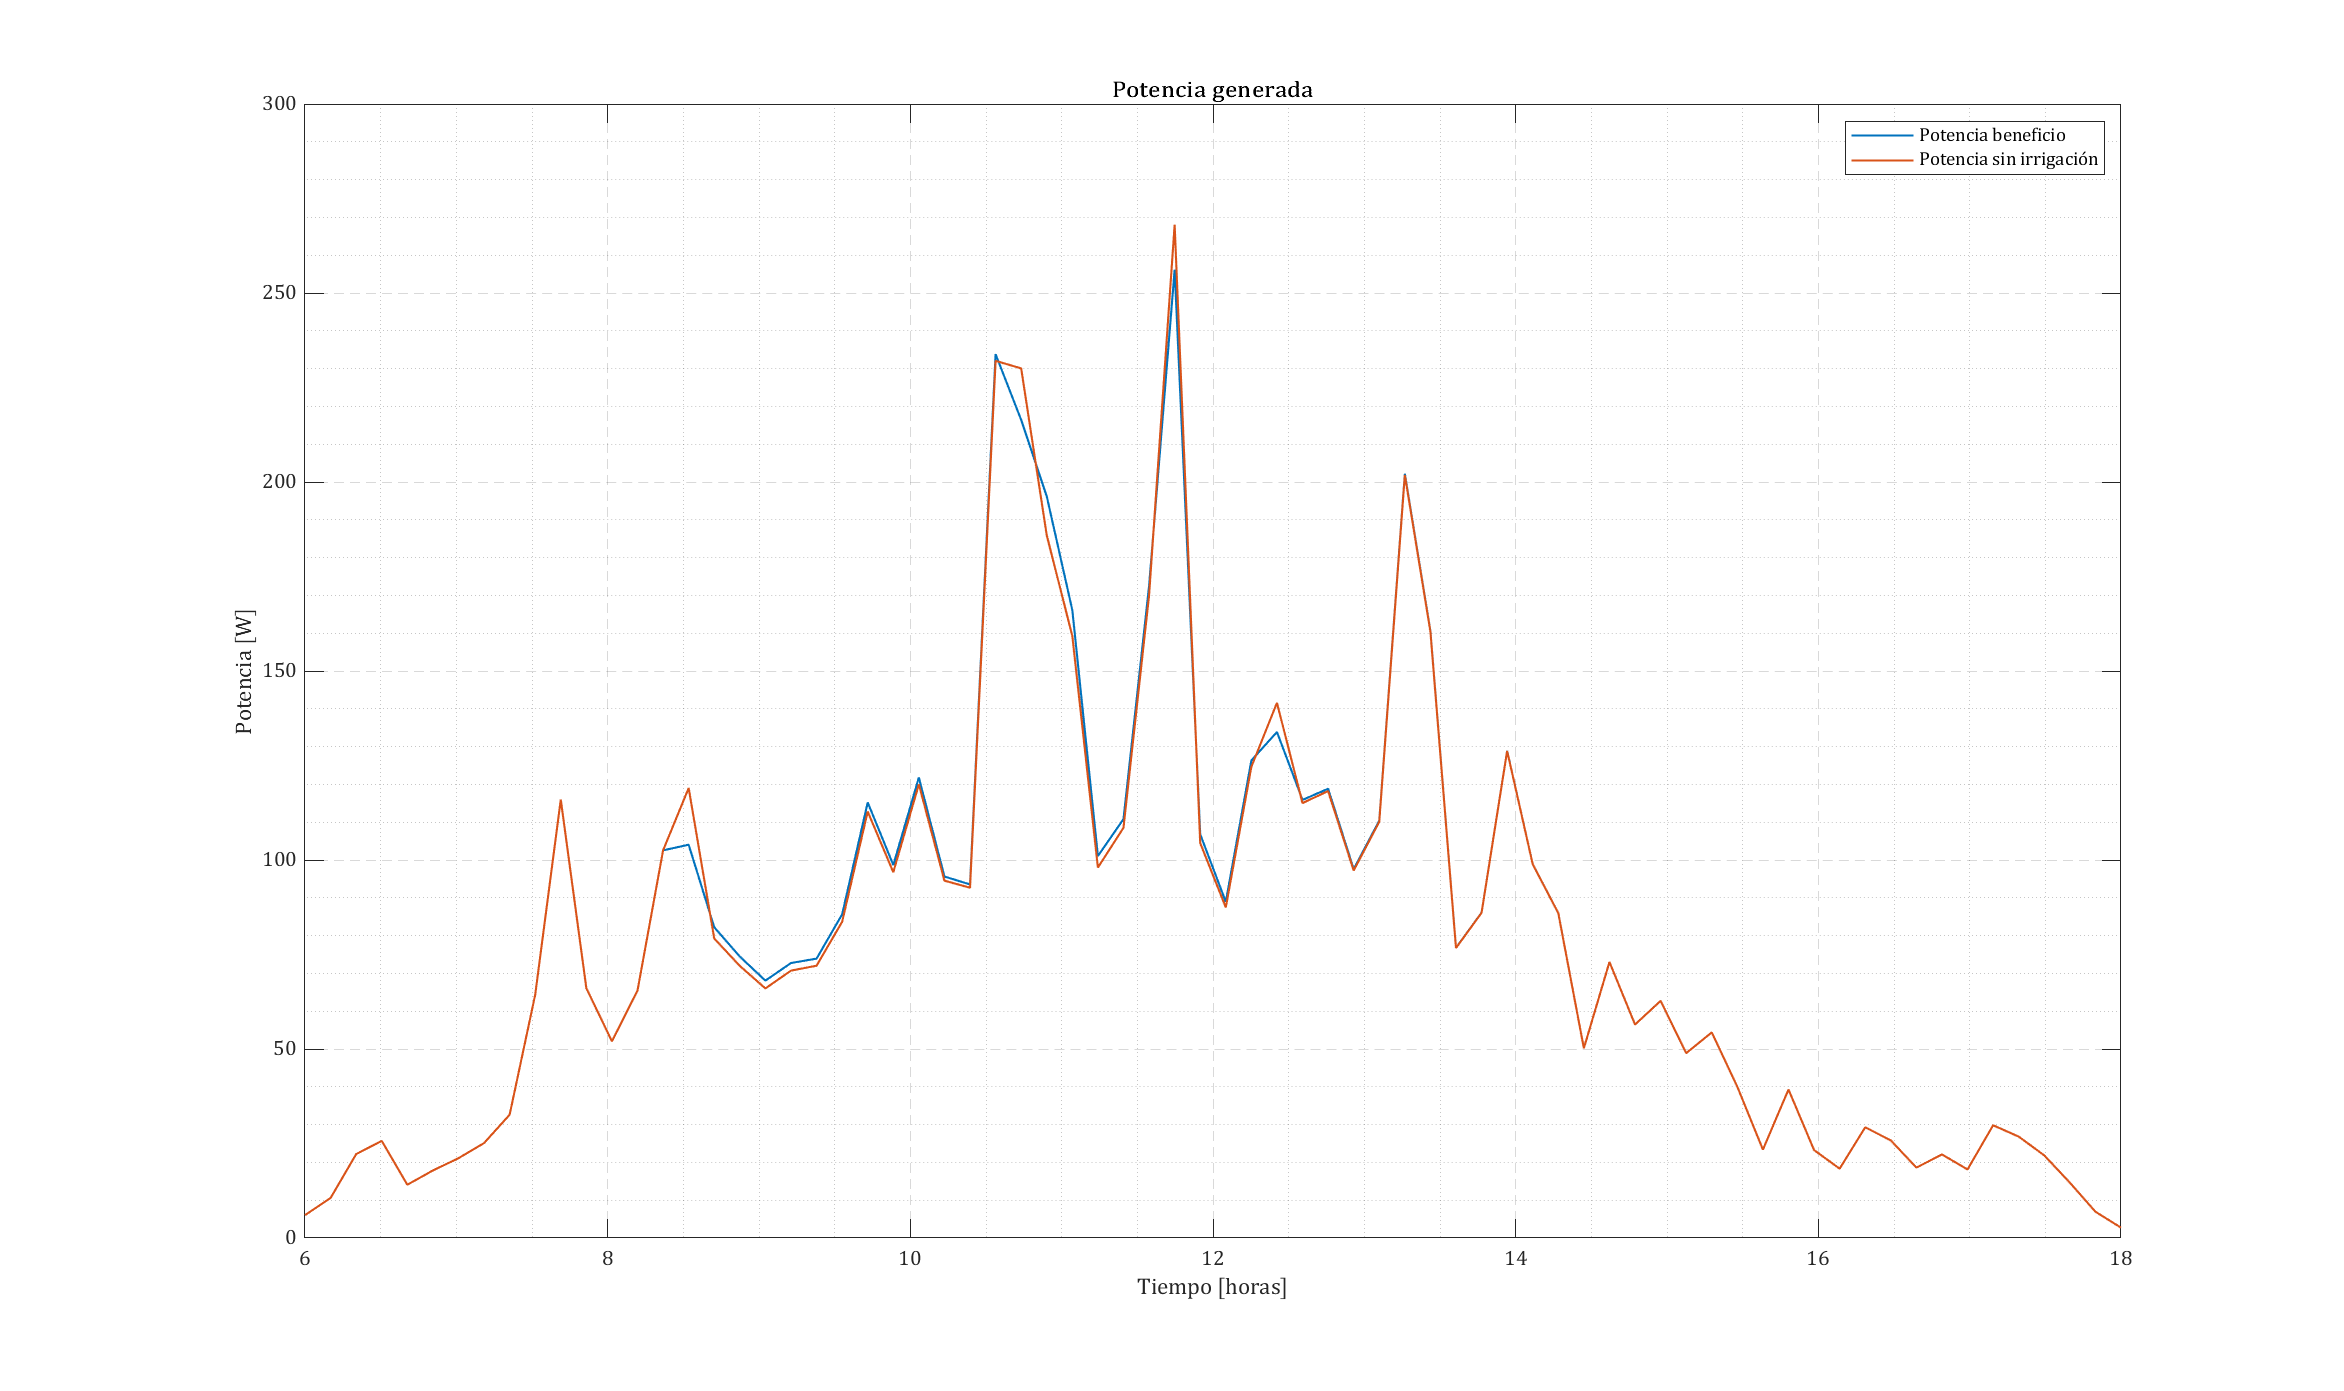 Potencia generada
300
250
200
150
100
50
0
Potencia [W]
6 8 10 12 14 16 18
Tiempo [horas]
Potencia beneficio
Potencia sin irrigación